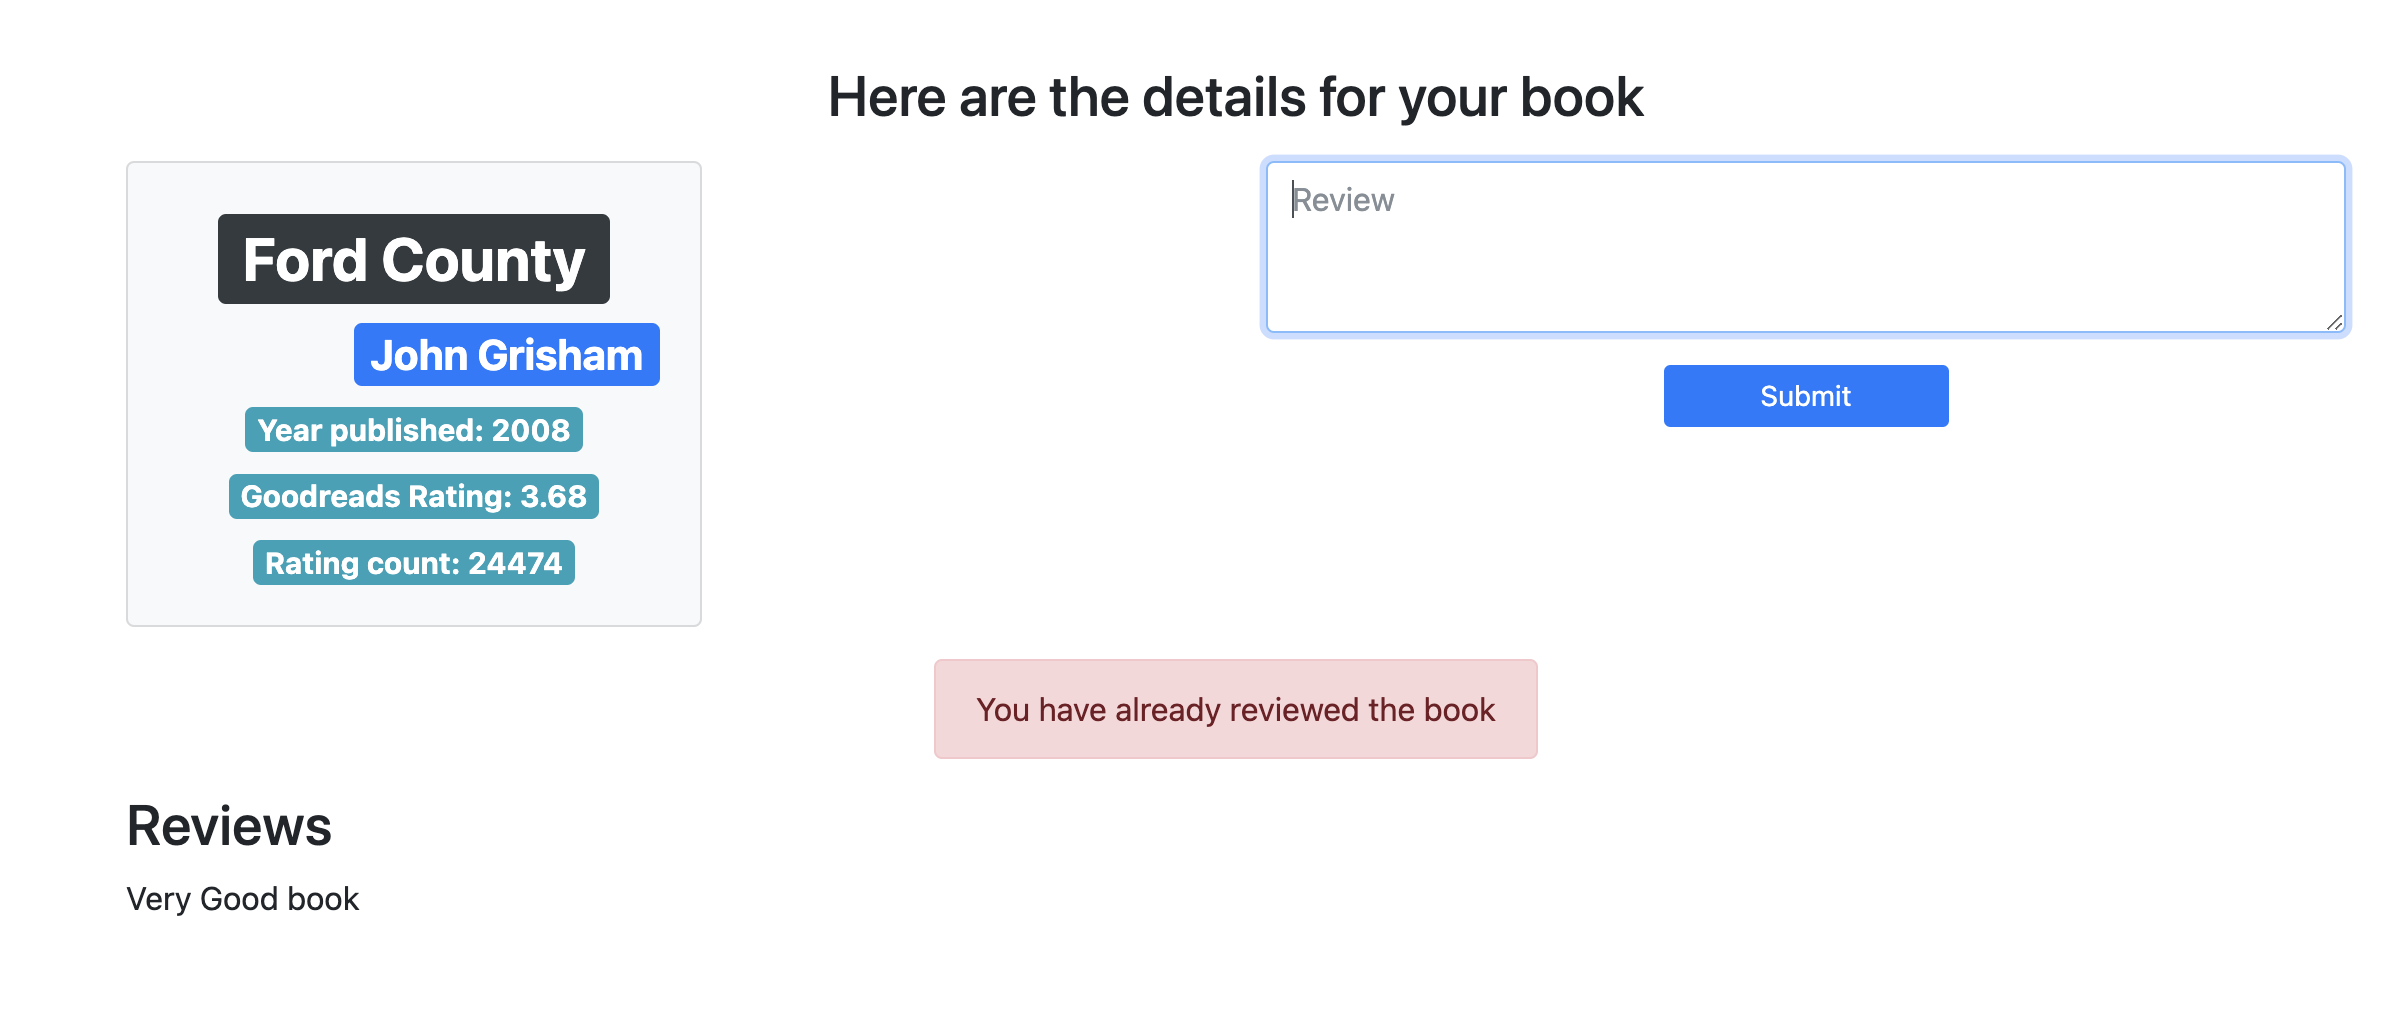 Here are the details for your book
Ford County
John Grisham
Year published: 2008
Goodreads Rating: 3.68
Rating count: 24474
Review
Submit
You have already reviewed the book
Reviews
Very Good book